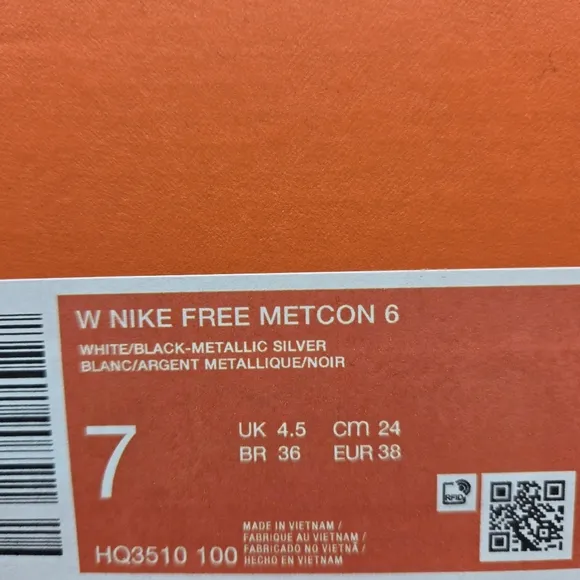 W NIKE FREE METCON 6
WHITE/BLACK-METALLIC SILVER
BLANC/ARGENT METALLIQUE/NOIR
7
UK 4.5 cm 24
BR 36 EUR 38
RFID
HQ3510 100
MADE IN VIETNAM /
FABRIQUE AU VIETNAM /
FABRICADO NO VIETNÃ /
HECHO EN VIETNAM